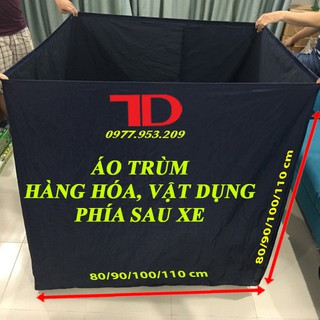 TD
0977.953.209
ÁO TRÙM
HÀNG HÓA, VẬT DỤNG
PHÍA SAU XE
80/90/100/110 cm
80/90/100/110 cm